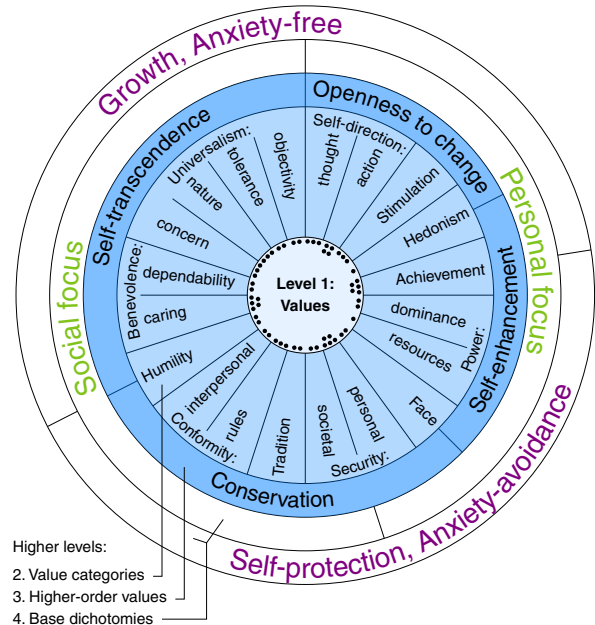 Growth, Anxiety-free
Openness to change
Self-transcendence
Personal focus
Social focus
Self-enhancement
Conservation
Self-protection, Anxiety-avoidance
Self-direction:
thought
action
Stimulation
Hedonism
Achievement
Power:
dominance
resources
Face
Security:
personal
societal
Tradition
Conformity:
rules
interpersonal
Humility
Benevolence:
caring
dependability
Universalism:
concern
nature
tolerance
objectivity
Level 1:
Values
Higher levels:
2. Value categories
3. Higher-order values
4. Base dichotomies